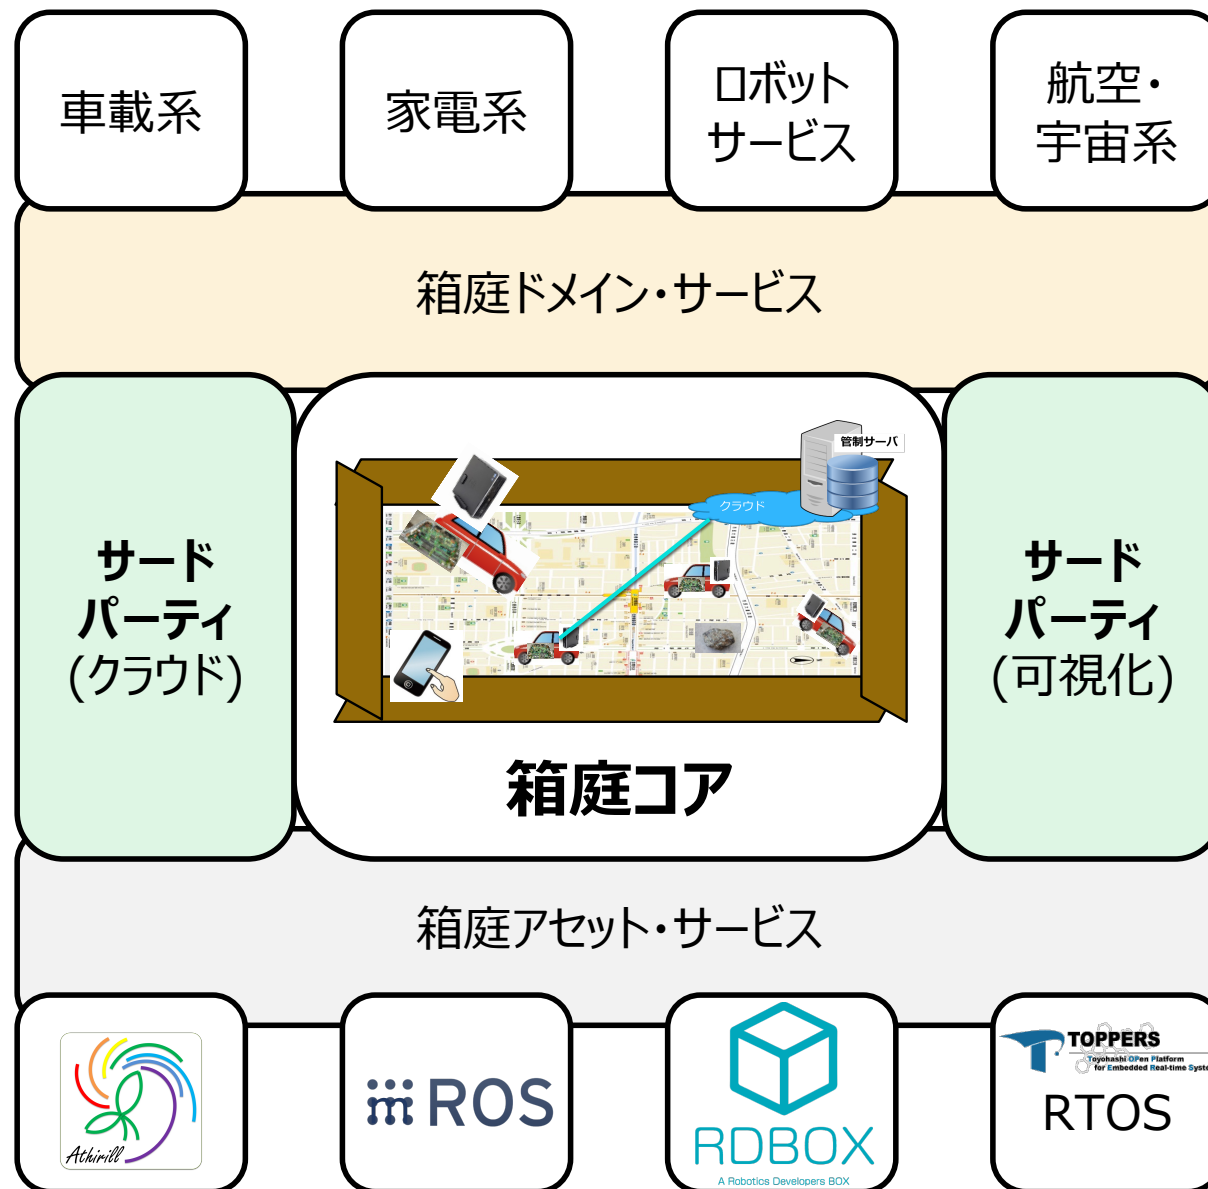 車載系
家電系
ロボット
サービス
航空・
宇宙系
箱庭ドメイン・サービス
サード
パーティ
(クラウド)
管制サーバ
クラウド
箱庭コア
サード
パーティ
(可視化)
箱庭アセット・サービス
Athrill
ROS
RDBOX
A Robotics Developers BOX
TOPPERS
Toyohashi OPen Platform
for Embedded Real-time Syste
RTOS